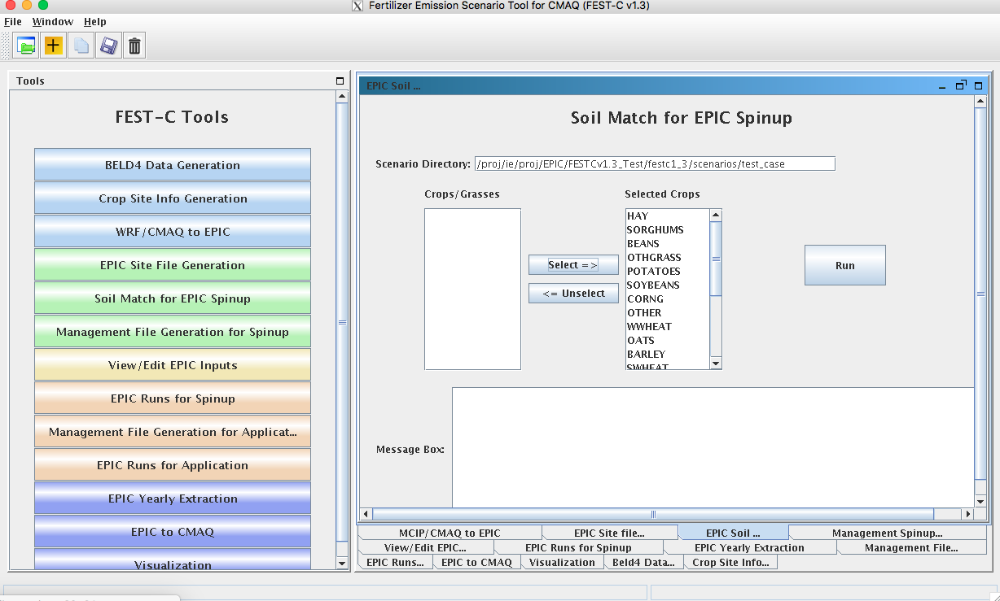 Fertilizer Emission Scenario Tool for CMAQ (FEST-C v1.3)
File Window Help
Tools
FEST-C Tools
BELD4 Data Generation
Crop Site Info Generation
WRF/CMAQ to EPIC
EPIC Site File Generation
Soil Match for EPIC Spinup
Management File Generation for Spinup
View/Edit EPIC Inputs
EPIC Runs for Spinup
Management File Generation for Applicat...
EPIC Runs for Application
EPIC Yearly Extraction
EPIC to CMAQ
Visualization
EPIC Soil ...
Soil Match for EPIC Spinup
Scenario Directory: /proj/ie/proj/EPIC/FESTCv1.3_Test/festc1_3/scenarios/test_case
Crops/Grasses
Selected Crops
Select =>
<= Unselect
HAY
SORGHUMS
BEANS
OTHGRASS
POTATOES
SOYBEANS
CORNG
OTHER
WWHEAT
OATS
BARLEY
SWHEAT
Run
Message Box:
MCIP/CMAQ to EPIC EPIC Site file... EPIC Soil ... Management Spinup...
View/Edit EPIC... EPIC Runs for Spinup EPIC Yearly Extraction Management File...
EPIC Runs... EPIC to CMAQ Visualization Beld4 Data... Crop Site Info...